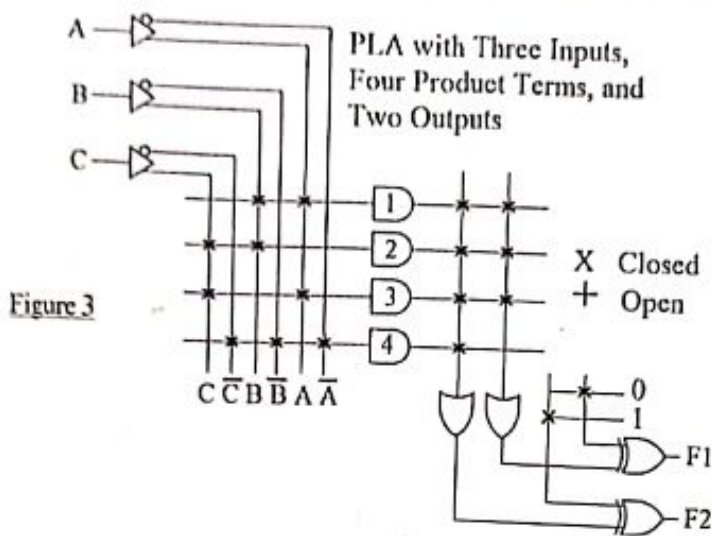 A
PLA with Three Inputs,
Four Product Terms, and
Two Outputs
B
C
1
2
X Closed
3
+ Open
Figure 3
4
C C̅ B B̅ A A̅
0
1
F1
F2